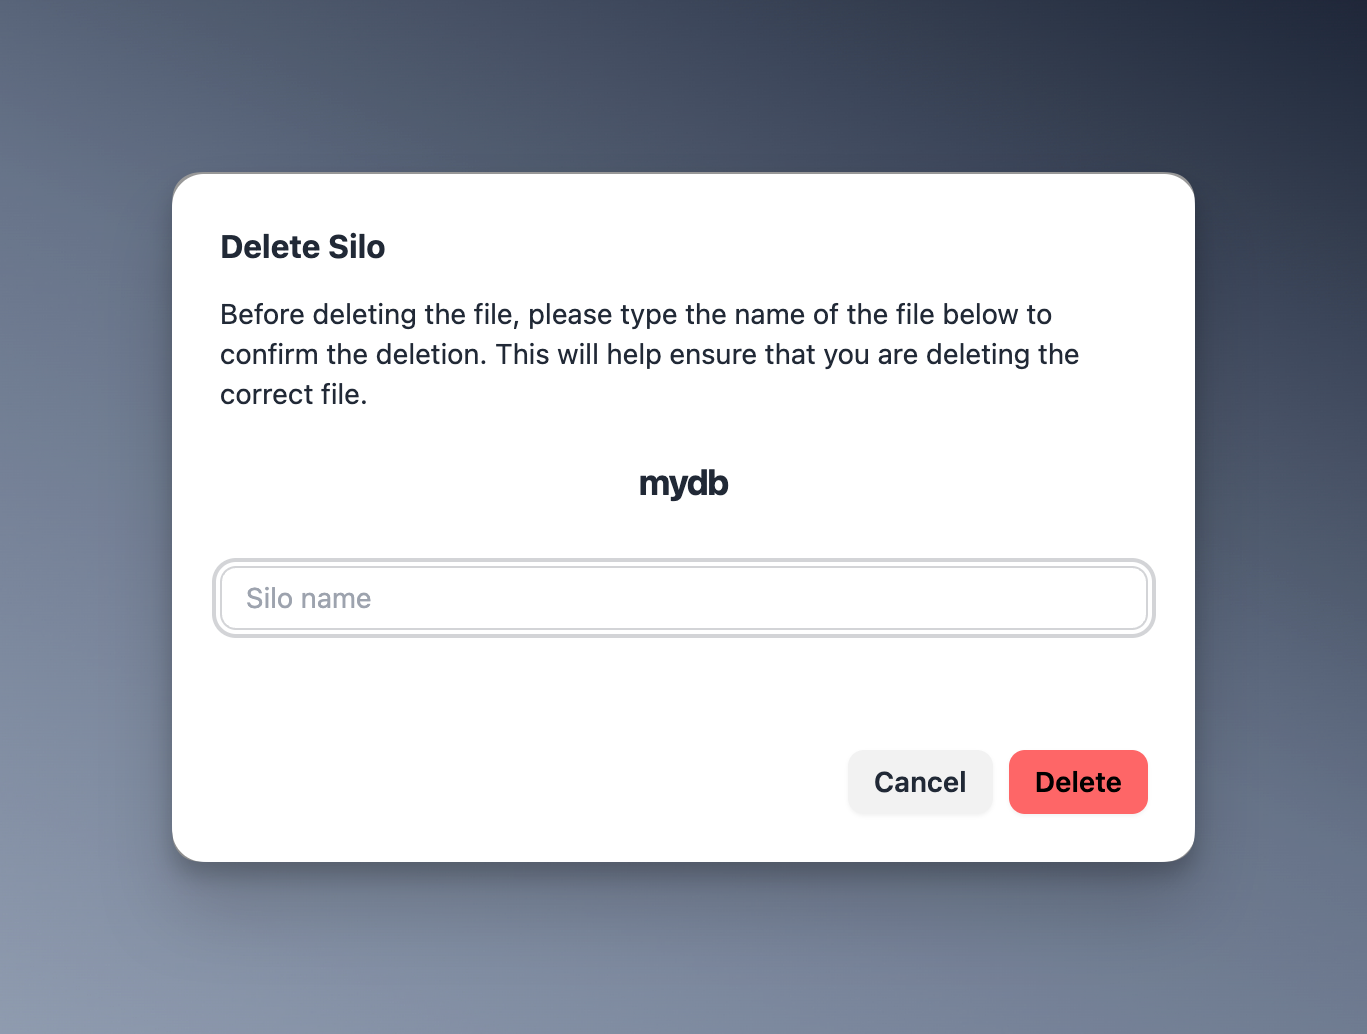 Delete Silo
Before deleting the file, please type the name of the file below to
confirm the deletion. This will help ensure that you are deleting the
correct file.
mydb
Silo name
Cancel
Delete